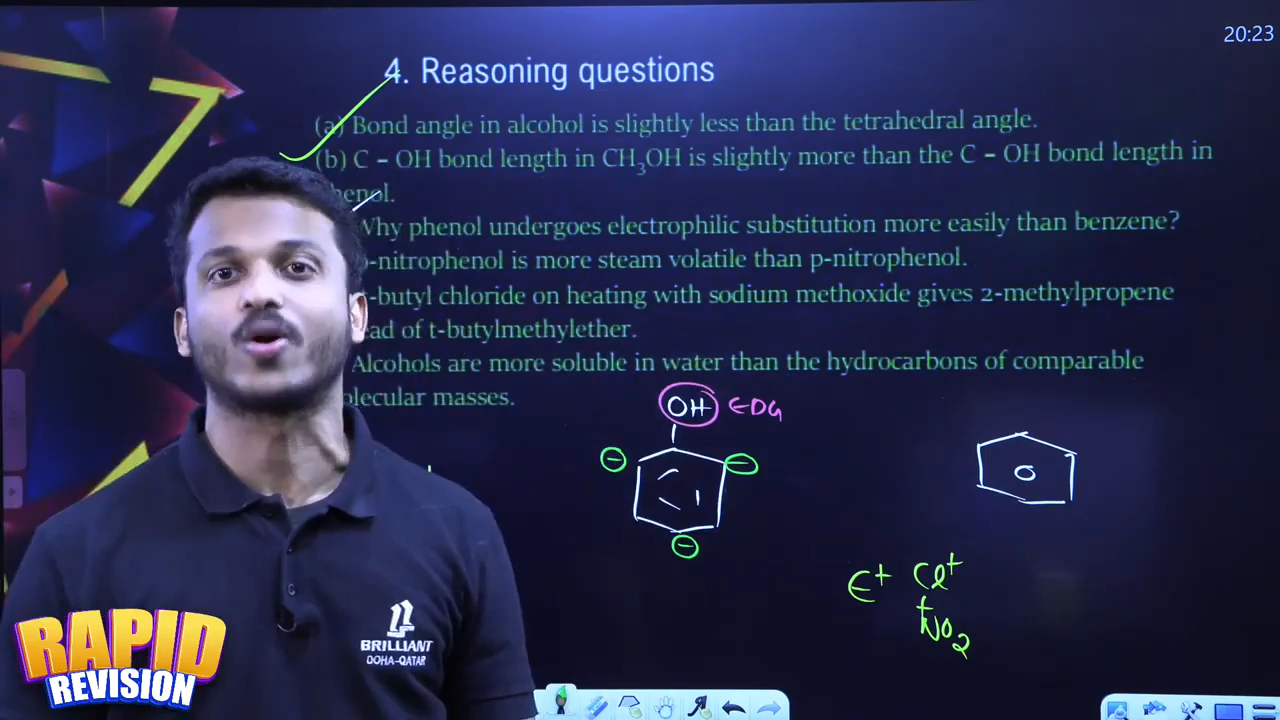 20:23
4. Reasoning questions
(a) Bond angle in alcohol is slightly less than the tetrahedral angle.
(b) C – OH bond length in CH₃OH is slightly more than the C – OH bond length in
henol.
Why phenol undergoes electrophilic substitution more easily than benzene?
o-nitrophenol is more steam volatile than p-nitrophenol.
t-butyl chloride on heating with sodium methoxide gives 2-methylpropene
ead of t-butylmethylether.
Alcohols are more soluble in water than the hydrocarbons of comparable
olecular masses.
OH EDG
E+ Cl+
+NO₂
BRILLIANT
DOHA-QATAR
RAPID
REVISION